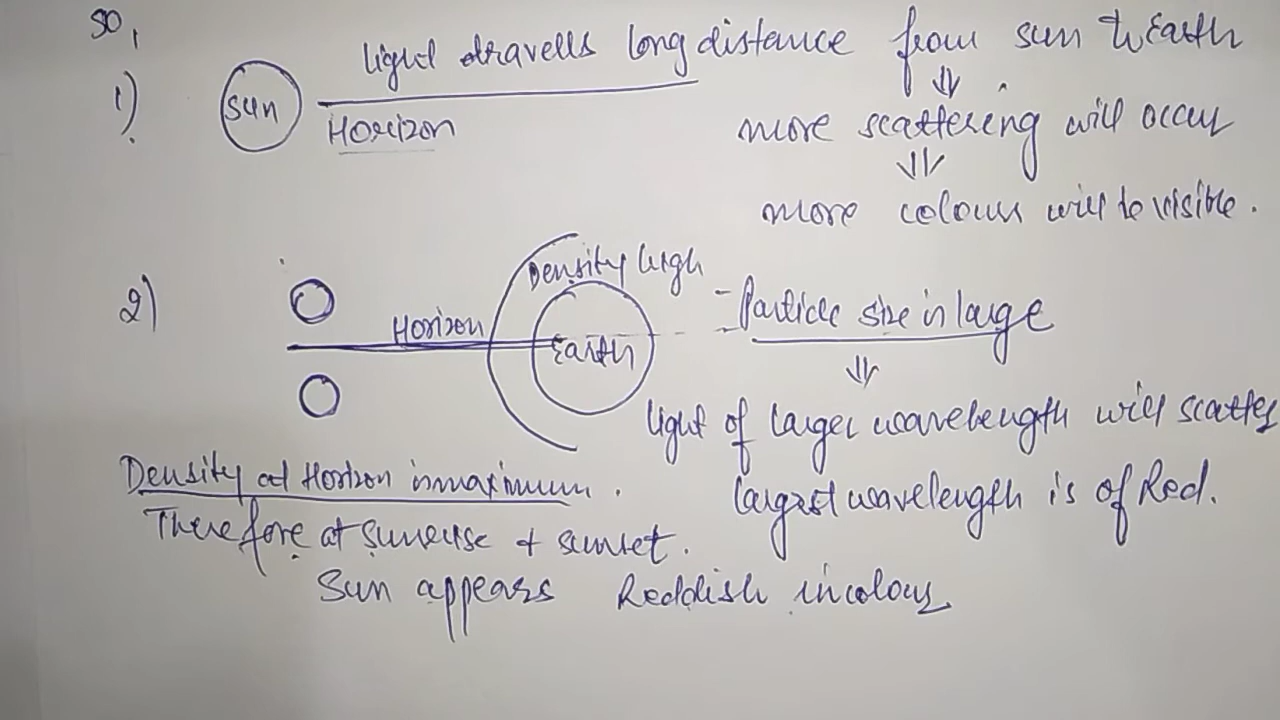 so,
1) Sun light travells long distance from sun to Earth
Horizon
more scattering will occur
more colour will be visible.
2) Horizon Earth Density high
- Particle size is large
light of larger wavelength will scatter
largest wavelength is of Red.
Density at Horizon is maximum.
Therefore at sunrise + sunset.
Sun appears Reddish in colour